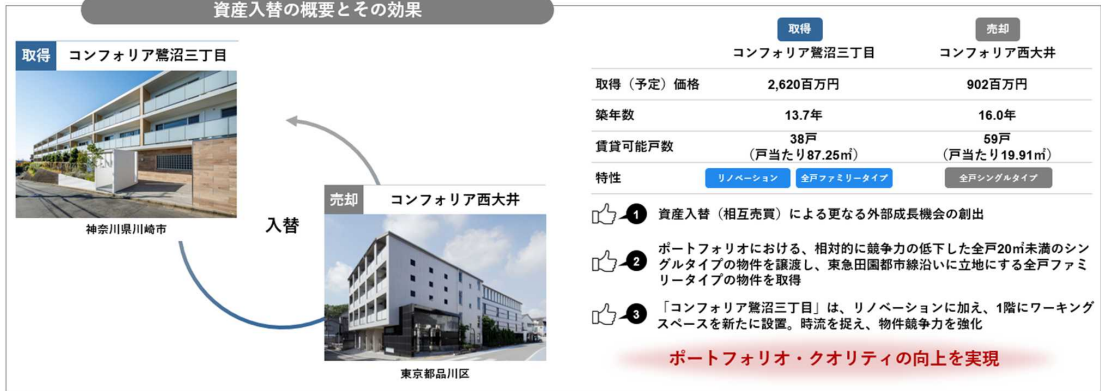 資産入替の概要とその効果
取得 コンフォリア鷺沼三丁目
神奈川県川崎市
入替
売却 コンフォリア西大井
東京都品川区
取得 売却
コンフォリア鷺沼三丁目 コンフォリア西大井
取得（予定）価格 2,620百万円 902百万円
築年数 13.7年 16.0年
賃貸可能戸数 38戸 59戸
（戸当たり87.25㎡） （戸当たり19.91㎡）
特性 リノベーション 全戸ファミリータイプ 全戸シングルタイプ
1 資産入替（相互売買）による更なる外部成長機会の創出
2 ポートフォリオにおける、相対的に競争力の低下した全戸20㎡未満のシン
グルタイプの物件を譲渡し、東急田園都市線沿いに立地にする全戸ファミ
リータイプの物件を取得
3 「コンフォリア鷺沼三丁目」は、リノベーションに加え、1階にワーキング
スペースを新たに設置。時流を捉え、物件競争力を強化
ポートフォリオ・クオリティの向上を実現